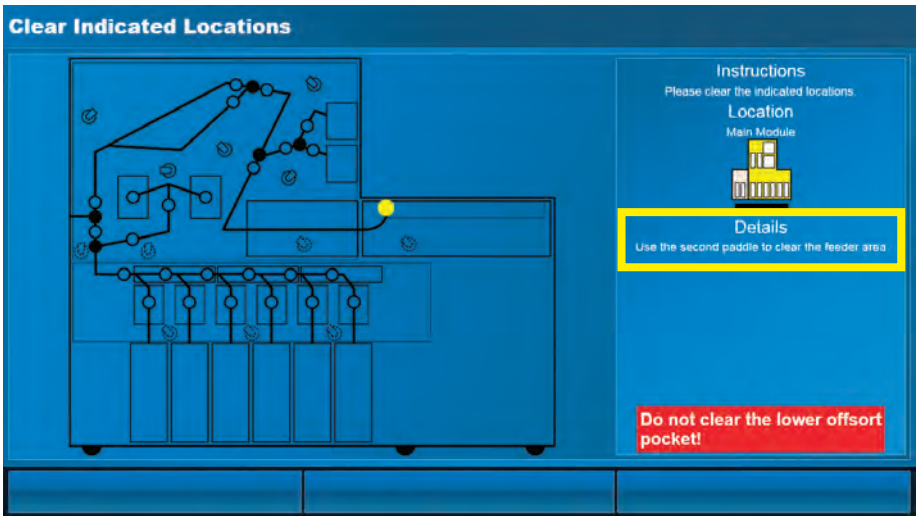 Clear Indicated Locations
Instructions
Please clear the indicated locations.
Location
Main Module
Details
Use the second paddle to clear the feeder area
Do not clear the lower offsort
pocket!